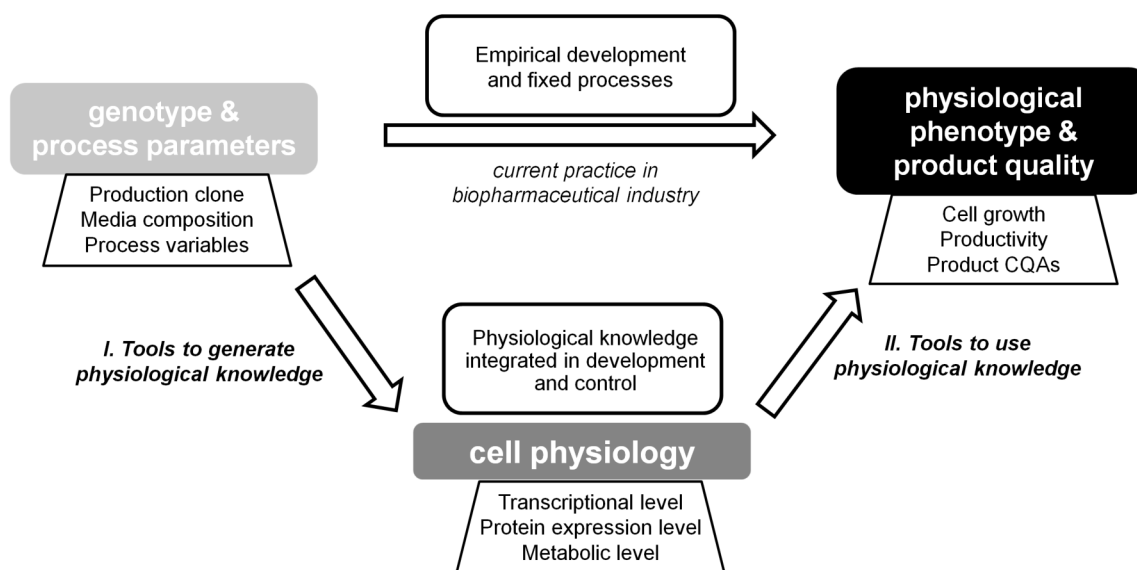 Empirical development
and fixed processes
genotype &
process parameters
Production clone
Media composition
Process variables
current practice in
biopharmaceutical industry
physiological
phenotype &
product quality
Cell growth
Productivity
Product CQAs
I. Tools to generate
physiological knowledge
Physiological knowledge
integrated in development
and control
II. Tools to use
physiological knowledge
cell physiology
Transcriptional level
Protein expression level
Metabolic level